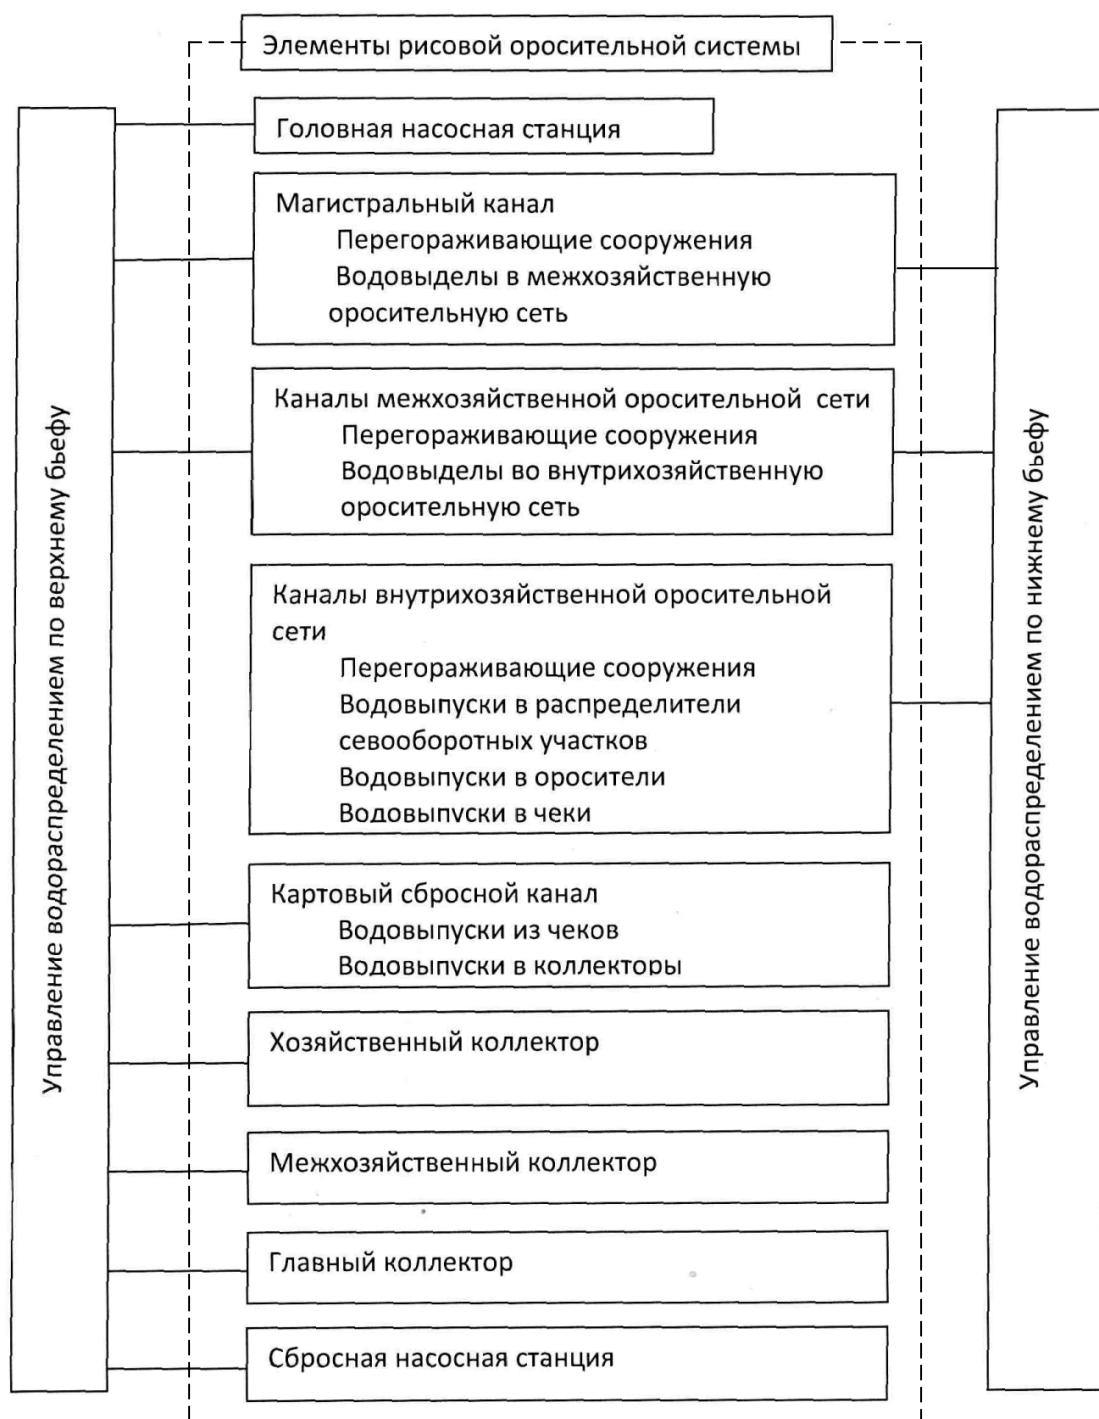 Элементы рисовой оросительной системы
Головная насосная станция
Магистральный канал
Перегораживающие сооружения
Водовыделы в межхозяйственную
оросительную сеть
Каналы межхозяйственной оросительной сети
Перегораживающие сооружения
Водовыделы во внутрихозяйственную
оросительную сеть
Каналы внутрихозяйственной оросительной
сети
Перегораживающие сооружения
Водовыпуски в распределители
севооборотных участков
Водовыпуски в оросители
Водовыпуски в чеки
Картовый сбросной канал
Водовыпуски из чеков
Водовыпуски в коллекторы
Хозяйственный коллектор
Межхозяйственный коллектор
Главный коллектор
Сбросная насосная станция
Управление водораспределением по верхнему бьефу
Управление водораспределением по нижнему бьефу